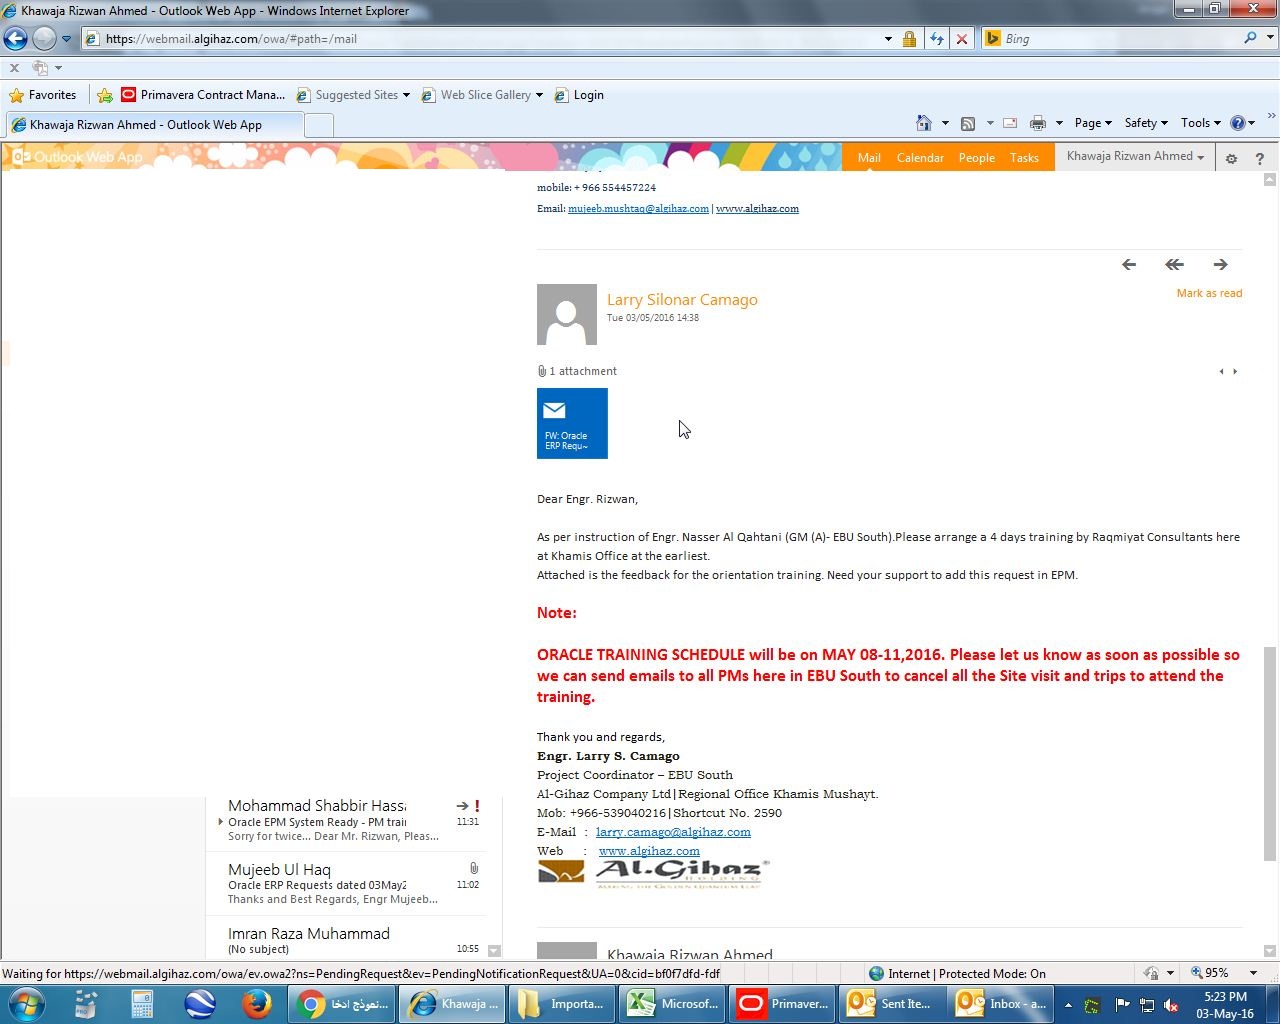 Khawaja Rizwan Ahmed - Outlook Web App - Windows Internet Explorer
https://webmail.algihaz.com/owa/#path=/mail
Bing
Favorites Primavera Contract Mana... Suggested Sites Web Slice Gallery Login
Khawaja Rizwan Ahmed - Outlook Web App
Page Safety Tools
Outlook Web App
Mail Calendar People Tasks Khawaja Rizwan Ahmed
mobile: + 966 554457224
Email: mujeeb.mushtaq@algihaz.com | www.algihaz.com
Larry Silonar Camago
Mark as read
Tue 03/05/2016 14:38
1 attachment
FW: Oracle
ERP Requ~
Dear Engr. Rizwan,
As per instruction of Engr. Nasser Al Qahtani (GM (A)- EBU South).Please arrange a 4 days training by Raqmiyat Consultants here
at Khamis Office at the earliest.
Attached is the feedback for the orientation training. Need your support to add this request in EPM.
Note:
ORACLE TRAINING SCHEDULE will be on MAY 08-11,2016. Please let us know as soon as possible so
we can send emails to all PMs here in EBU South to cancel all the Site visit and trips to attend the
training.
Thank you and regards,
Engr. Larry S. Camago
Project Coordinator – EBU South
Al-Gihaz Company Ltd|Regional Office Khamis Mushayt.
Mob: +966-539040216|Shortcut No. 2590
E-Mail : larry.camago@algihaz.com
Web : www.algihaz.com
AL.GIHAZ
HOLDING
Mohammad Shabbir Hassa
Oracle EPM System Ready - PM trair 11:31
Sorry for twice... Dear Mr. Rizwan, Pleas...
Mujeeb Ul Haq
Oracle ERP Requests dated 03May2 11:02
Thanks and Best Regards, Engr Mujeeb...
Imran Raza Muhammad
(No subject) 10:55
Khawaja Rizwan Ahmed
Waiting for https://webmail.algihaz.com/owa/ev.owa2?ns=PendingRequest&ev=PendingNotificationRequest&UA=0&cid=bf0f7dfd-fdf
Internet | Protected Mode: On
95%
نموذج ادخا... Khawaja ... Importa... Microsof... Primaver... Sent Ite... Inbox - a...
5:23 PM
03-May-16